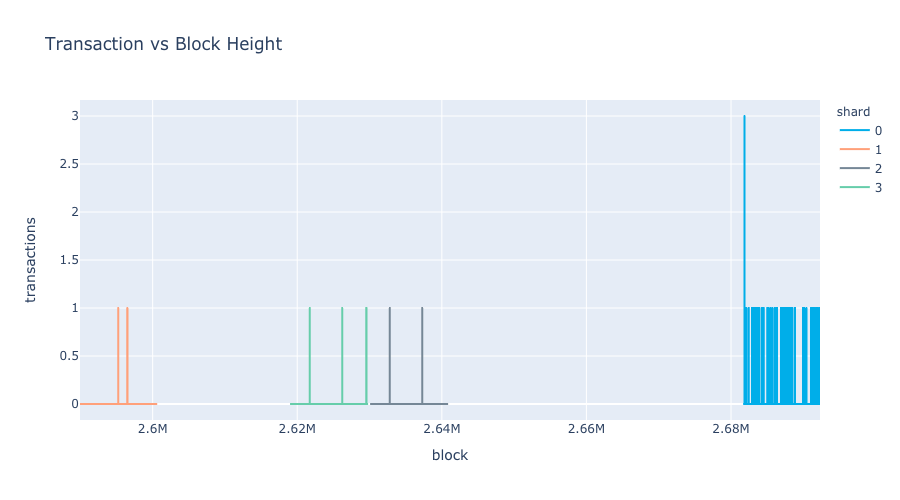 Transaction vs Block Height
shard
0
1
2
3
3
2.5
2
1.5
1
0.5
0
transactions
2.6M
2.62M
2.64M
2.66M
2.68M
block